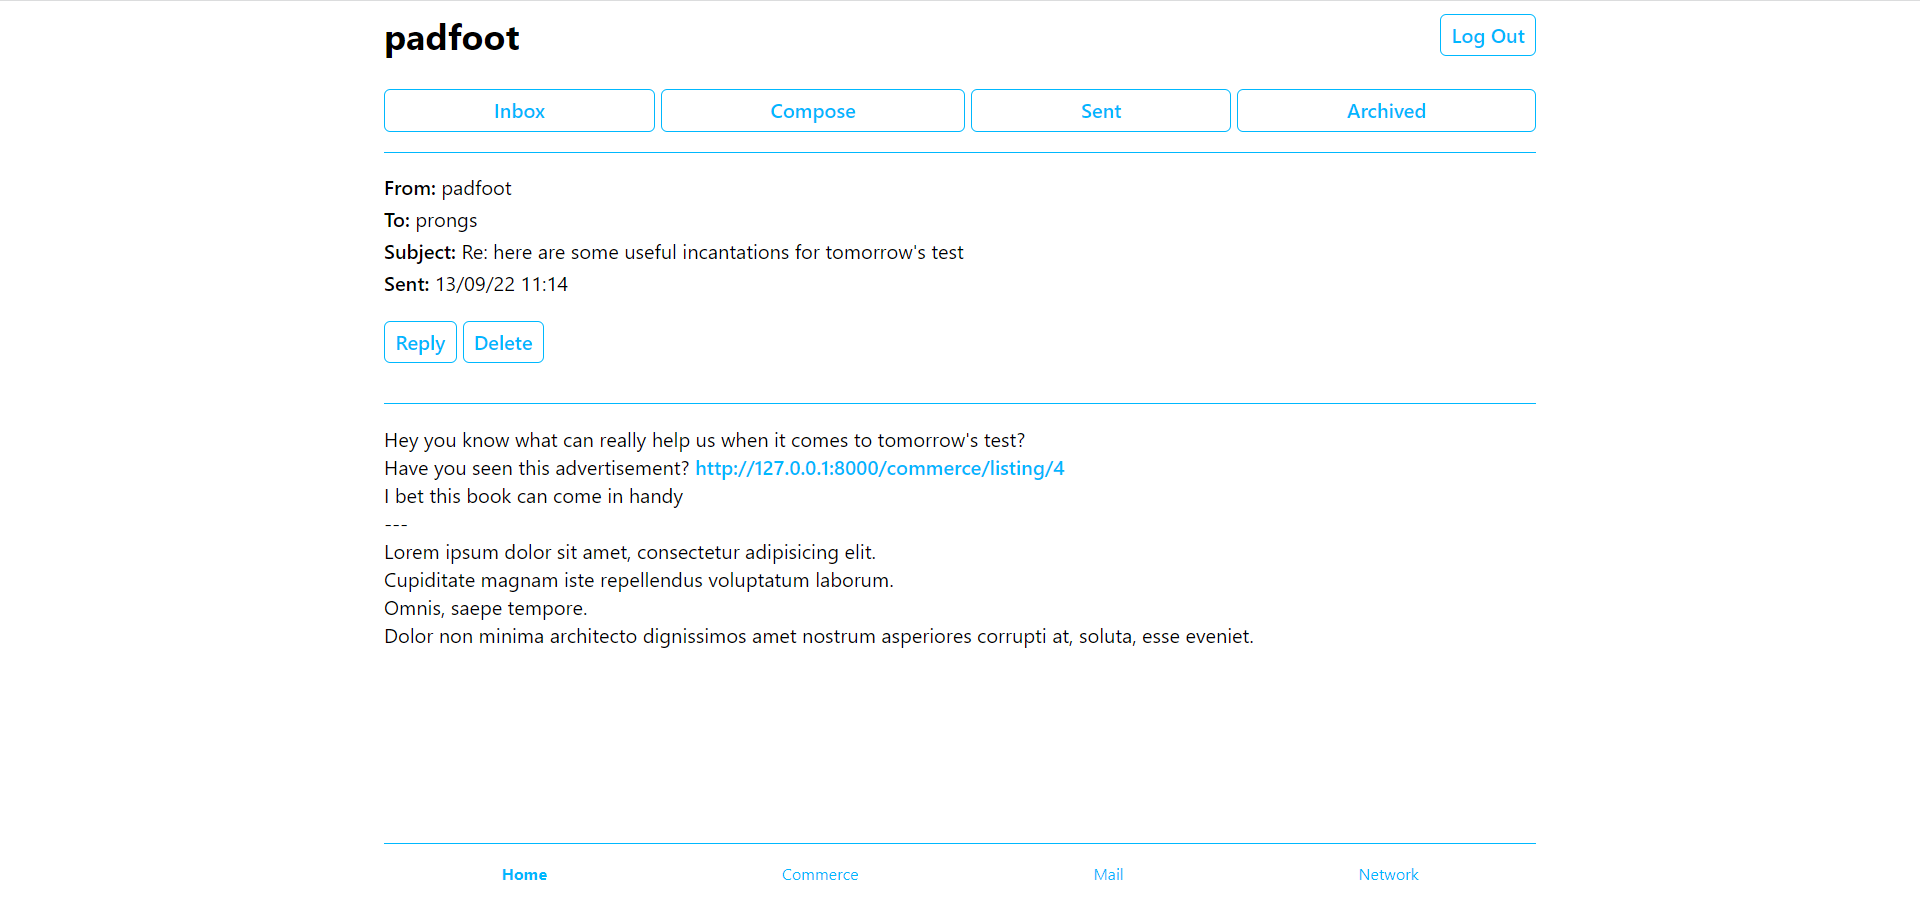 padfoot
Log Out
Inbox
Compose
Sent
Archived
From: padfoot
To: prongs
Subject: Re: here are some useful incantations for tomorrow's test
Sent: 13/09/22 11:14
Reply
Delete
Hey you know what can really help us when it comes to tomorrow's test?
Have you seen this advertisement? http://127.0.0.1:8000/commerce/listing/4
I bet this book can come in handy
---
Lorem ipsum dolor sit amet, consectetur adipisicing elit.
Cupiditate magnam iste repellendus voluptatum laborum.
Omnis, saepe tempore.
Dolor non minima architecto dignissimos amet nostrum asperiores corrupti at, soluta, esse eveniet.
Home
Commerce
Mail
Network